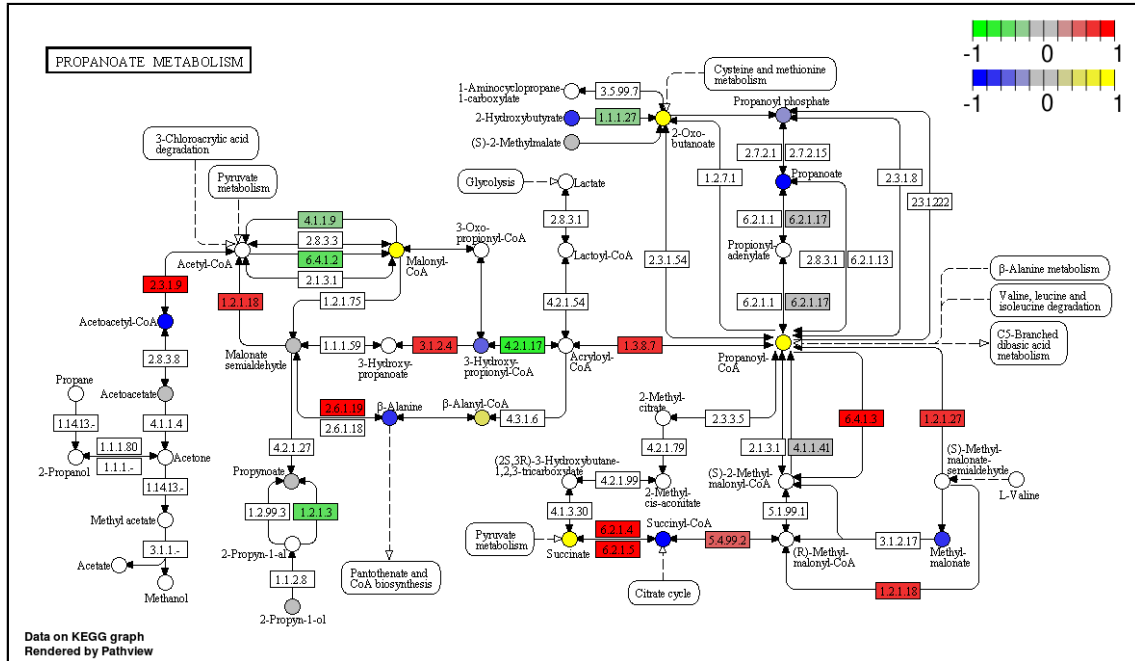 PROPANOATE METABOLISM
-1 0 1
-1 0 1
Cysteine and methionine
metabolism
1-Aminocyclopropane
1-carboxylate
3.5.99.7
Propanoyl phosphate
2-Hydroxybutyrate
1.1.1.27
2-Oxo-
butanoate
(S)-2-Methylmalate
3-Chloroacrylic acid
degradation
Pyruvate
metabolism
Glycolysis
Lactate
2.7.2.1
2.7.2.15
1.2.7.1
2.3.1.8
2.3.1.222
Propanoate
4.1.1.9
2.8.3.3
6.4.1.2
2.1.3.1
Acetyl-CoA
Malonyl-
CoA
3-Oxo-
propionyl-CoA
2.8.3.1
Lactoyl-CoA
6.2.1.1
6.2.1.17
Propionyl-
adenylate
2.3.1.54
2.8.3.1
6.2.1.13
β-Alanine metabolism
Valine, leucine and
isoleucine degradation
C5-Branched
dibasic acid
metabolism
2.3.1.9
1.2.1.18
1.2.1.75
4.2.1.54
6.2.1.1
6.2.1.17
Acetoacetyl-CoA
Malonate
semialdehyde
1.1.1.59
3-Hydroxy-
propanoate
3.1.2.4
3-Hydroxy-
propionyl-CoA
4.2.1.17
Acryloyl-
CoA
1.3.8.7
Propanoyl-
CoA
2.8.3.8
Propane
Acetoacetate
2.6.1.19
2.6.1.18
β-Alanine
β-Alanyl-CoA
4.3.1.6
2-Methyl-
citrate
2.3.3.5
6.4.1.3
1.2.1.27
1.14.13.-
4.1.1.4
4.2.1.27
4.2.1.79
2.1.3.1
4.1.1.41
1.1.1.80
1.1.1.-
2-Propanol
Acetone
Propynoate
(2S,3R)-3-Hydroxybutane-
1,2,3-tricarboxylate
4.2.1.99
2-Methyl-
cis-aconitate
(S)-2-Methyl-
malonyl-CoA
(S)-Methyl-
malonate-
semialdehyde
L-Valine
1.14.13.-
1.2.99.3
1.2.1.3
4.1.3.30
5.1.99.1
Methyl acetate
Pyruvate
metabolism
Succinate
6.2.1.4
6.2.1.5
Succinyl-CoA
5.4.99.2
(R)-Methyl-
malonyl-CoA
3.1.2.17
Methyl-
malonate
3.1.1.-
2-Propyn-1-al
Acetate
Methanol
1.1.2.8
Pantothenate and
CoA biosynthesis
Citrate cycle
1.2.1.18
2-Propyn-1-ol
Data on KEGG graph
Rendered by Pathview